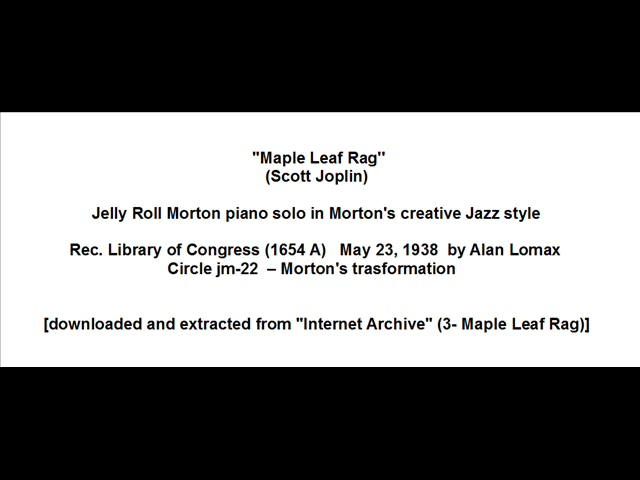 "Maple Leaf Rag"
(Scott Joplin)
Jelly Roll Morton piano solo in Morton's creative Jazz style
Rec. Library of Congress (1654 A)   May 23, 1938  by Alan Lomax
Circle jm-22  – Morton's trasformation
[downloaded and extracted from "Internet Archive" (3- Maple Leaf Rag)]